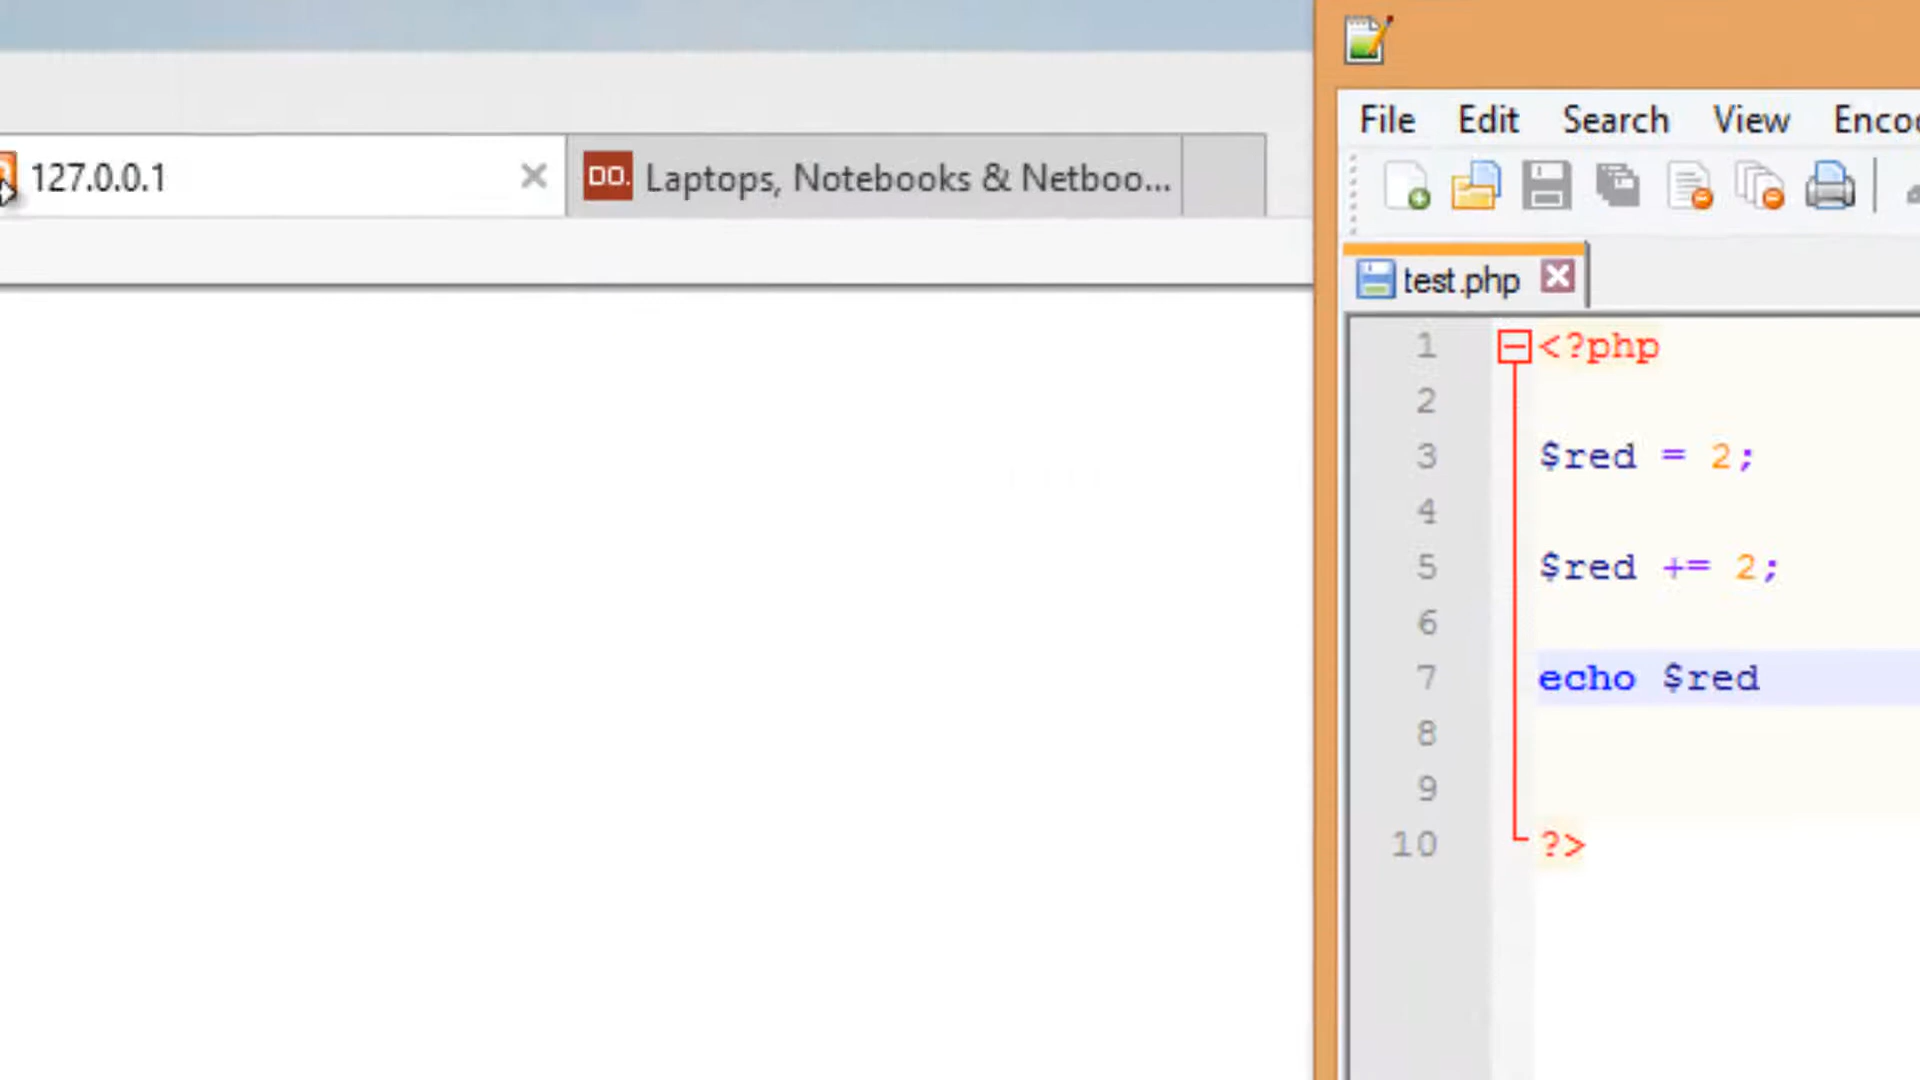 127.0.0.1
DO. Laptops, Notebooks & Netboo...
File Edit Search View
test.php
1 <?php
2
3 $red = 2;
4
5 $red += 2;
6
7 echo $red
8
9
10 ?>